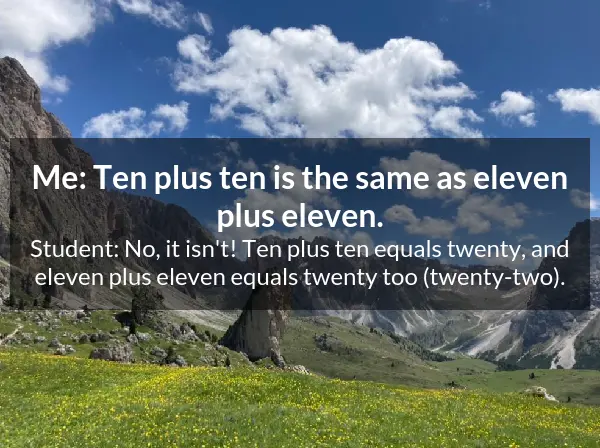 Me: Ten plus ten is the same as eleven
plus eleven.
Student: No, it isn't! Ten plus ten equals twenty, and
eleven plus eleven equals twenty too (twenty-two).